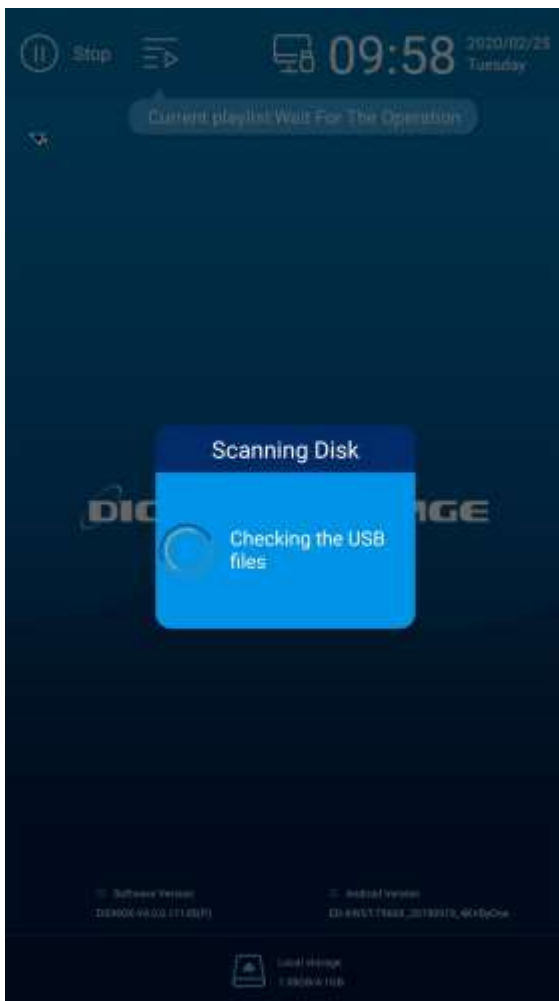 Stop
09:58
2020/02/25
Tuesday
Current playlist:Wait For The Operation
Scanning Disk
Checking the USB
files
Software Version
Android Version
Local storage